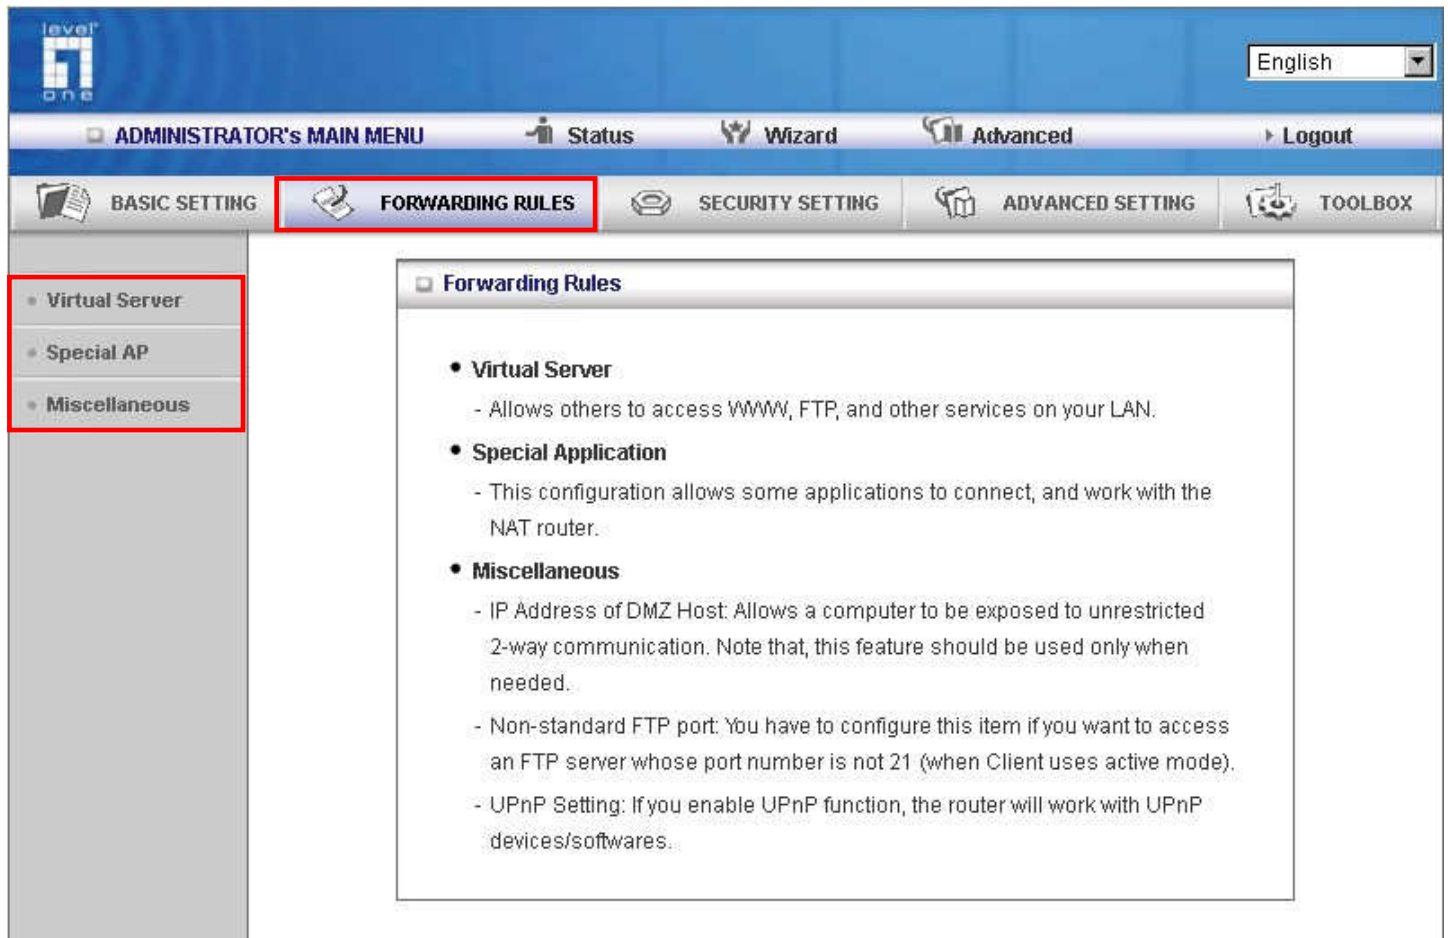 level
one
English
ADMINISTRATOR's MAIN MENU Status Wizard Advanced Logout
BASIC SETTING FORWARDING RULES SECURITY SETTING ADVANCED SETTING TOOLBOX
Virtual Server
Special AP
Miscellaneous
Forwarding Rules
• Virtual Server
- Allows others to access WWW, FTP, and other services on your LAN.
• Special Application
- This configuration allows some applications to connect, and work with the
NAT router.
• Miscellaneous
- IP Address of DMZ Host: Allows a computer to be exposed to unrestricted
2-way communication. Note that, this feature should be used only when
needed.
- Non-standard FTP port: You have to configure this item if you want to access
an FTP server whose port number is not 21 (when Client uses active mode).
- UPnP Setting: If you enable UPnP function, the router will work with UPnP
devices/softwares.